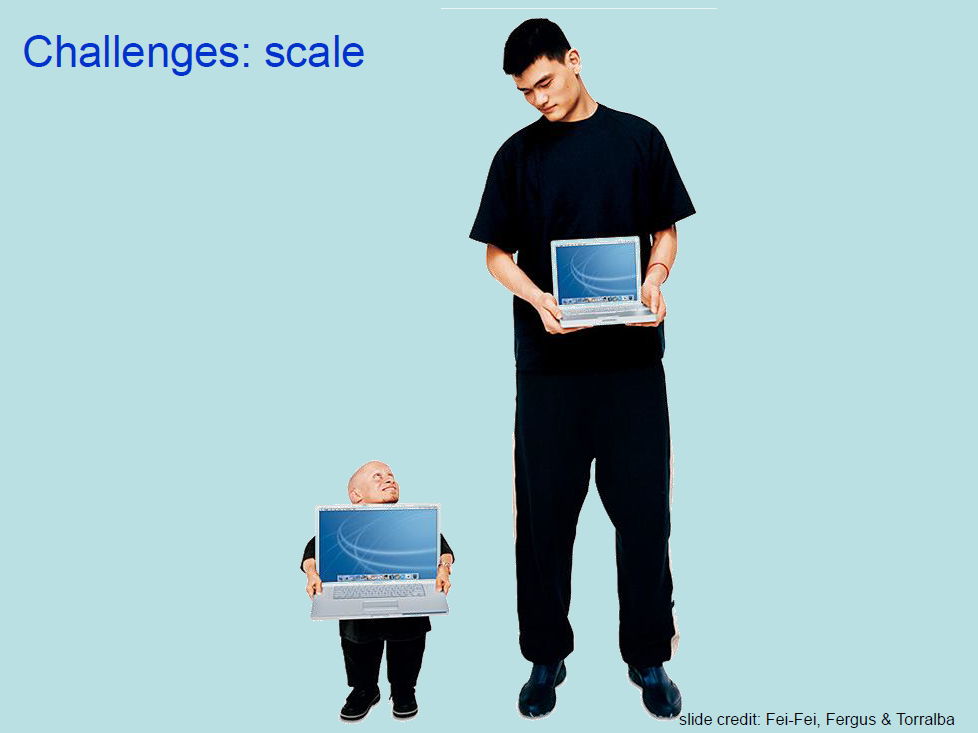 Challenges: scale
slide credit: Fei-Fei, Fergus & Torralba